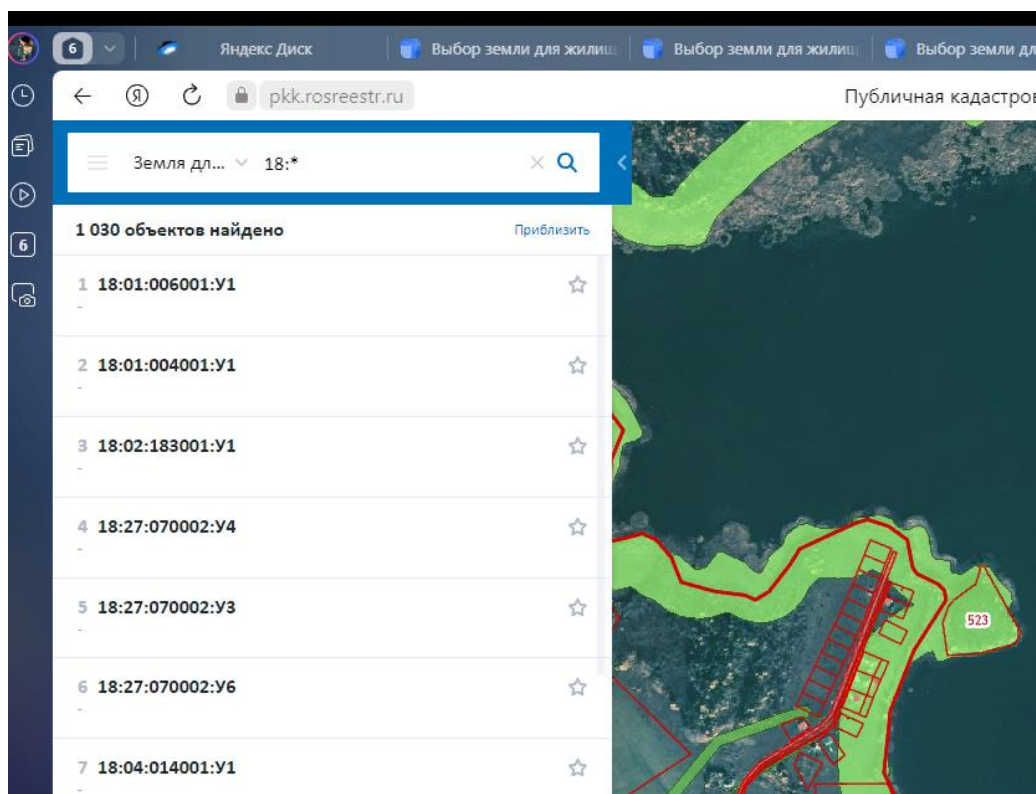 6
Яндекс Диск
Выбор земли для жилищ
Выбор земли для жилищ
Выбор земли дл
Я
pkk.rosreestr.ru
Публичная кадастров
Земля дл...
18:*
1 030 объектов найдено
Приблизить
1 18:01:006001:У1
-
2 18:01:004001:У1
-
3 18:02:183001:У1
-
4 18:27:070002:У4
-
5 18:27:070002:У3
-
6 18:27:070002:У6
-
7 18:04:014001:У1
-
6
523